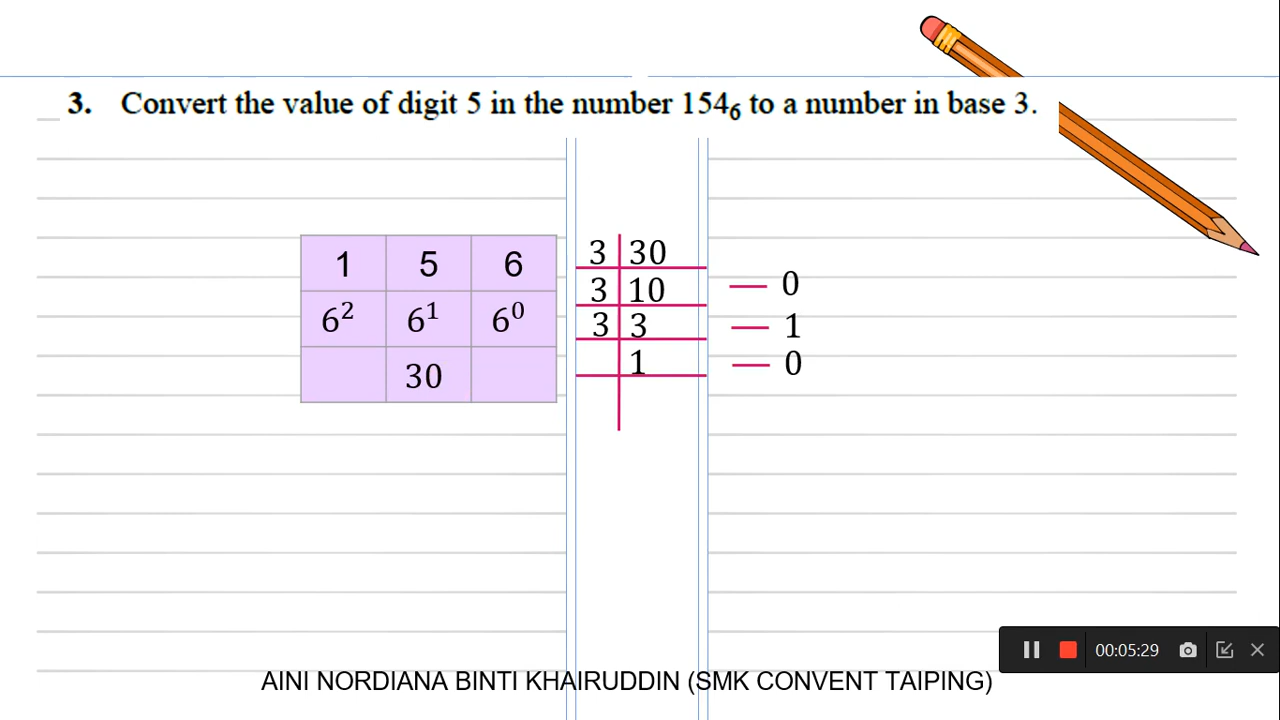 3. Convert the value of digit 5 in the number 154₆ to a number in base 3.
1 5 6
6² 6¹ 6⁰
30
3 30
3 10 — 0
3 3 — 1
1 — 0
00:05:29
AINI NORDIANA BINTI KHAIRUDDIN (SMK CONVENT TAIPING)